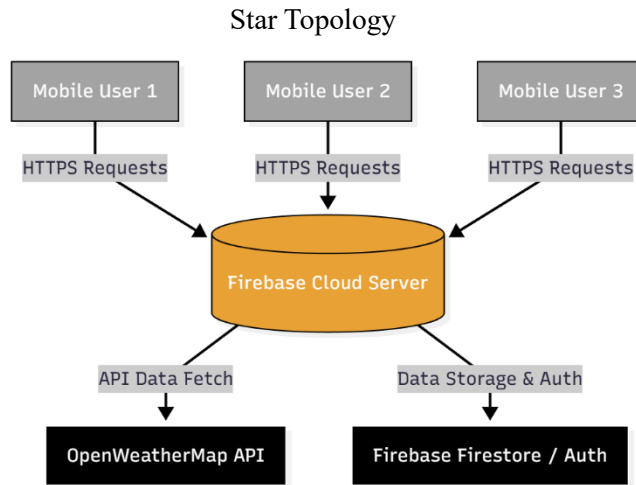 Star Topology
Mobile User 1
Mobile User 2
Mobile User 3
HTTPS Requests
HTTPS Requests
HTTPS Requests
Firebase Cloud Server
API Data Fetch
Data Storage & Auth
OpenWeatherMap API
Firebase Firestore / Auth